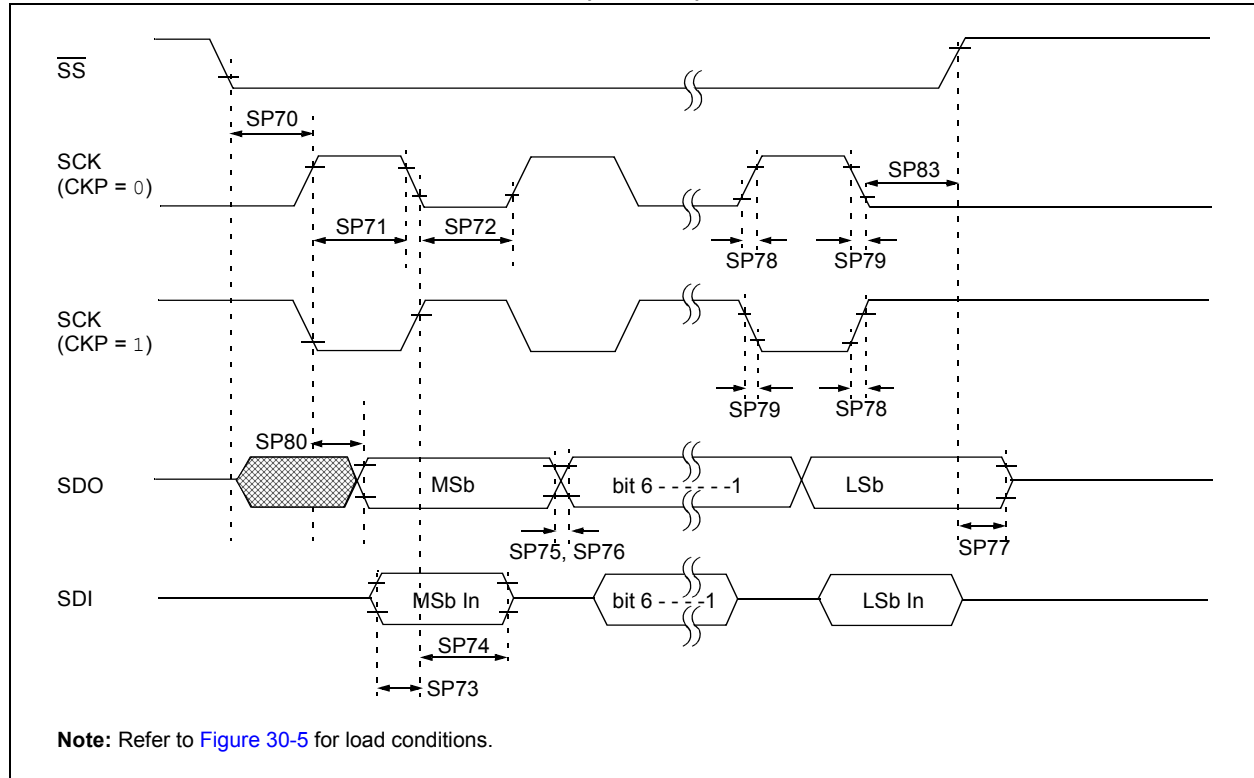 SS
SP70
SCK
(CKP = 0)
SP83
SP71
SP72
SP78
SP79
SCK
(CKP = 1)
SP79
SP78
SP80
SDO
MSb
bit 6 - - - - - -1
LSb
SP75, SP76
SP77
SDI
MSb In
bit 6 - - - -1
LSb In
SP74
SP73
Note: Refer to Figure 30-5 for load conditions.